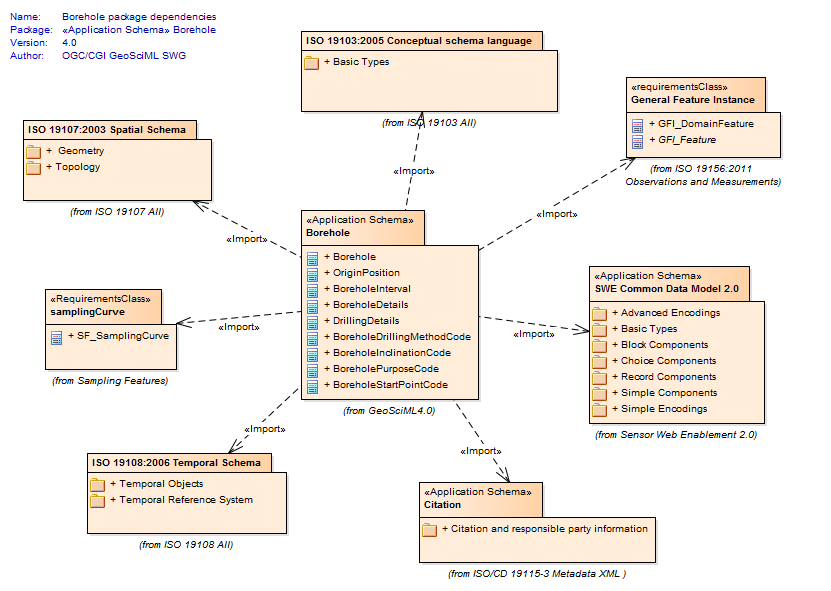 Name: Borehole package dependencies
Package: «Application Schema» Borehole
Version: 4.0
Author: OGC/CGI GeoSciML SWG
ISO 19103:2005 Conceptual schema language
+ Basic Types
(from ISO 19103 All)
«requirementsClass»
General Feature Instance
+ GFI_DomainFeature
+ GFI_Feature
(from ISO 19156:2011
Observations and Measurements)
ISO 19107:2003 Spatial Schema
+ Geometry
+ Topology
(from ISO 19107 All)
«Import»
«Import»
«Import»
«Application Schema»
Borehole
+ Borehole
+ OriginPosition
+ BoreholeInterval
+ BoreholeDetails
+ DrillingDetails
+ BoreholeDrillingMethodCode
+ BoreholeInclinationCode
+ BoreholePurposeCode
+ BoreholeStartPointCode
(from GeoSciML4.0)
«RequirementsClass»
samplingCurve
+ SF_SamplingCurve
(from Sampling Features)
«Import»
«Import»
«Application Schema»
SWE Common Data Model 2.0
+ Advanced Encodings
+ Basic Types
+ Block Components
+ Choice Components
+ Record Components
+ Simple Components
+ Simple Encodings
(from Sensor Web Enablement 2.0)
«Import»
«Import»
ISO 19108:2006 Temporal Schema
+ Temporal Objects
+ Temporal Reference System
(from ISO 19108 All)
«Application Schema»
Citation
+ Citation and responsible party information
(from ISO/CD 19115-3 Metadata XML )